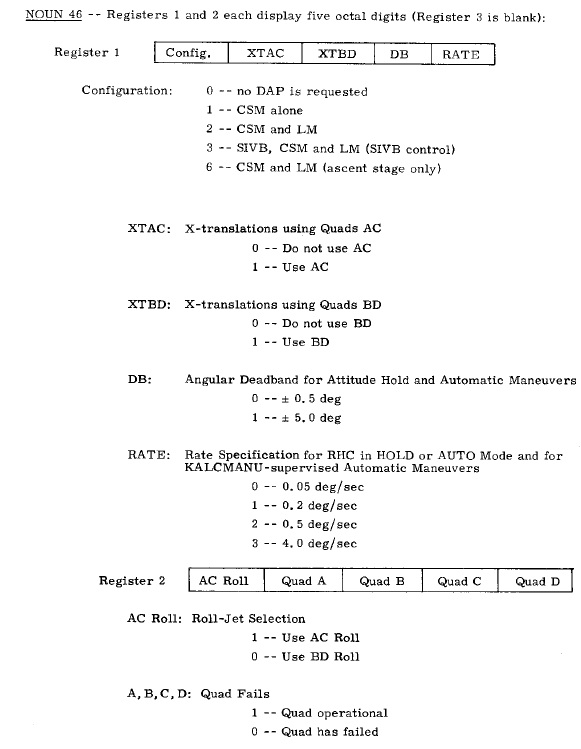 NOUN 46 -- Registers 1 and 2 each display five octal digits (Register 3 is blank):
Register 1 Config. XTAC XTBD DB RATE
Configuration: 0 -- no DAP is requested
1 -- CSM alone
2 -- CSM and LM
3 -- SIVB, CSM and LM (SIVB control)
6 -- CSM and LM (ascent stage only)
XTAC: X-translations using Quads AC
0 -- Do not use AC
1 -- Use AC
XTBD: X-translations using Quads BD
0 -- Do not use BD
1 -- Use BD
DB: Angular Deadband for Attitude Hold and Automatic Maneuvers
0 -- ± 0.5 deg
1 -- ± 5.0 deg
RATE: Rate Specification for RHC in HOLD or AUTO Mode and for
KALCMANU-supervised Automatic Maneuvers
0 -- 0.05 deg/sec
1 -- 0.2 deg/sec
2 -- 0.5 deg/sec
3 -- 4.0 deg/sec
Register 2 AC Roll Quad A Quad B Quad C Quad D
AC Roll: Roll-Jet Selection
1 -- Use AC Roll
0 -- Use BD Roll
A, B, C, D: Quad Fails
1 -- Quad operational
0 -- Quad has failed